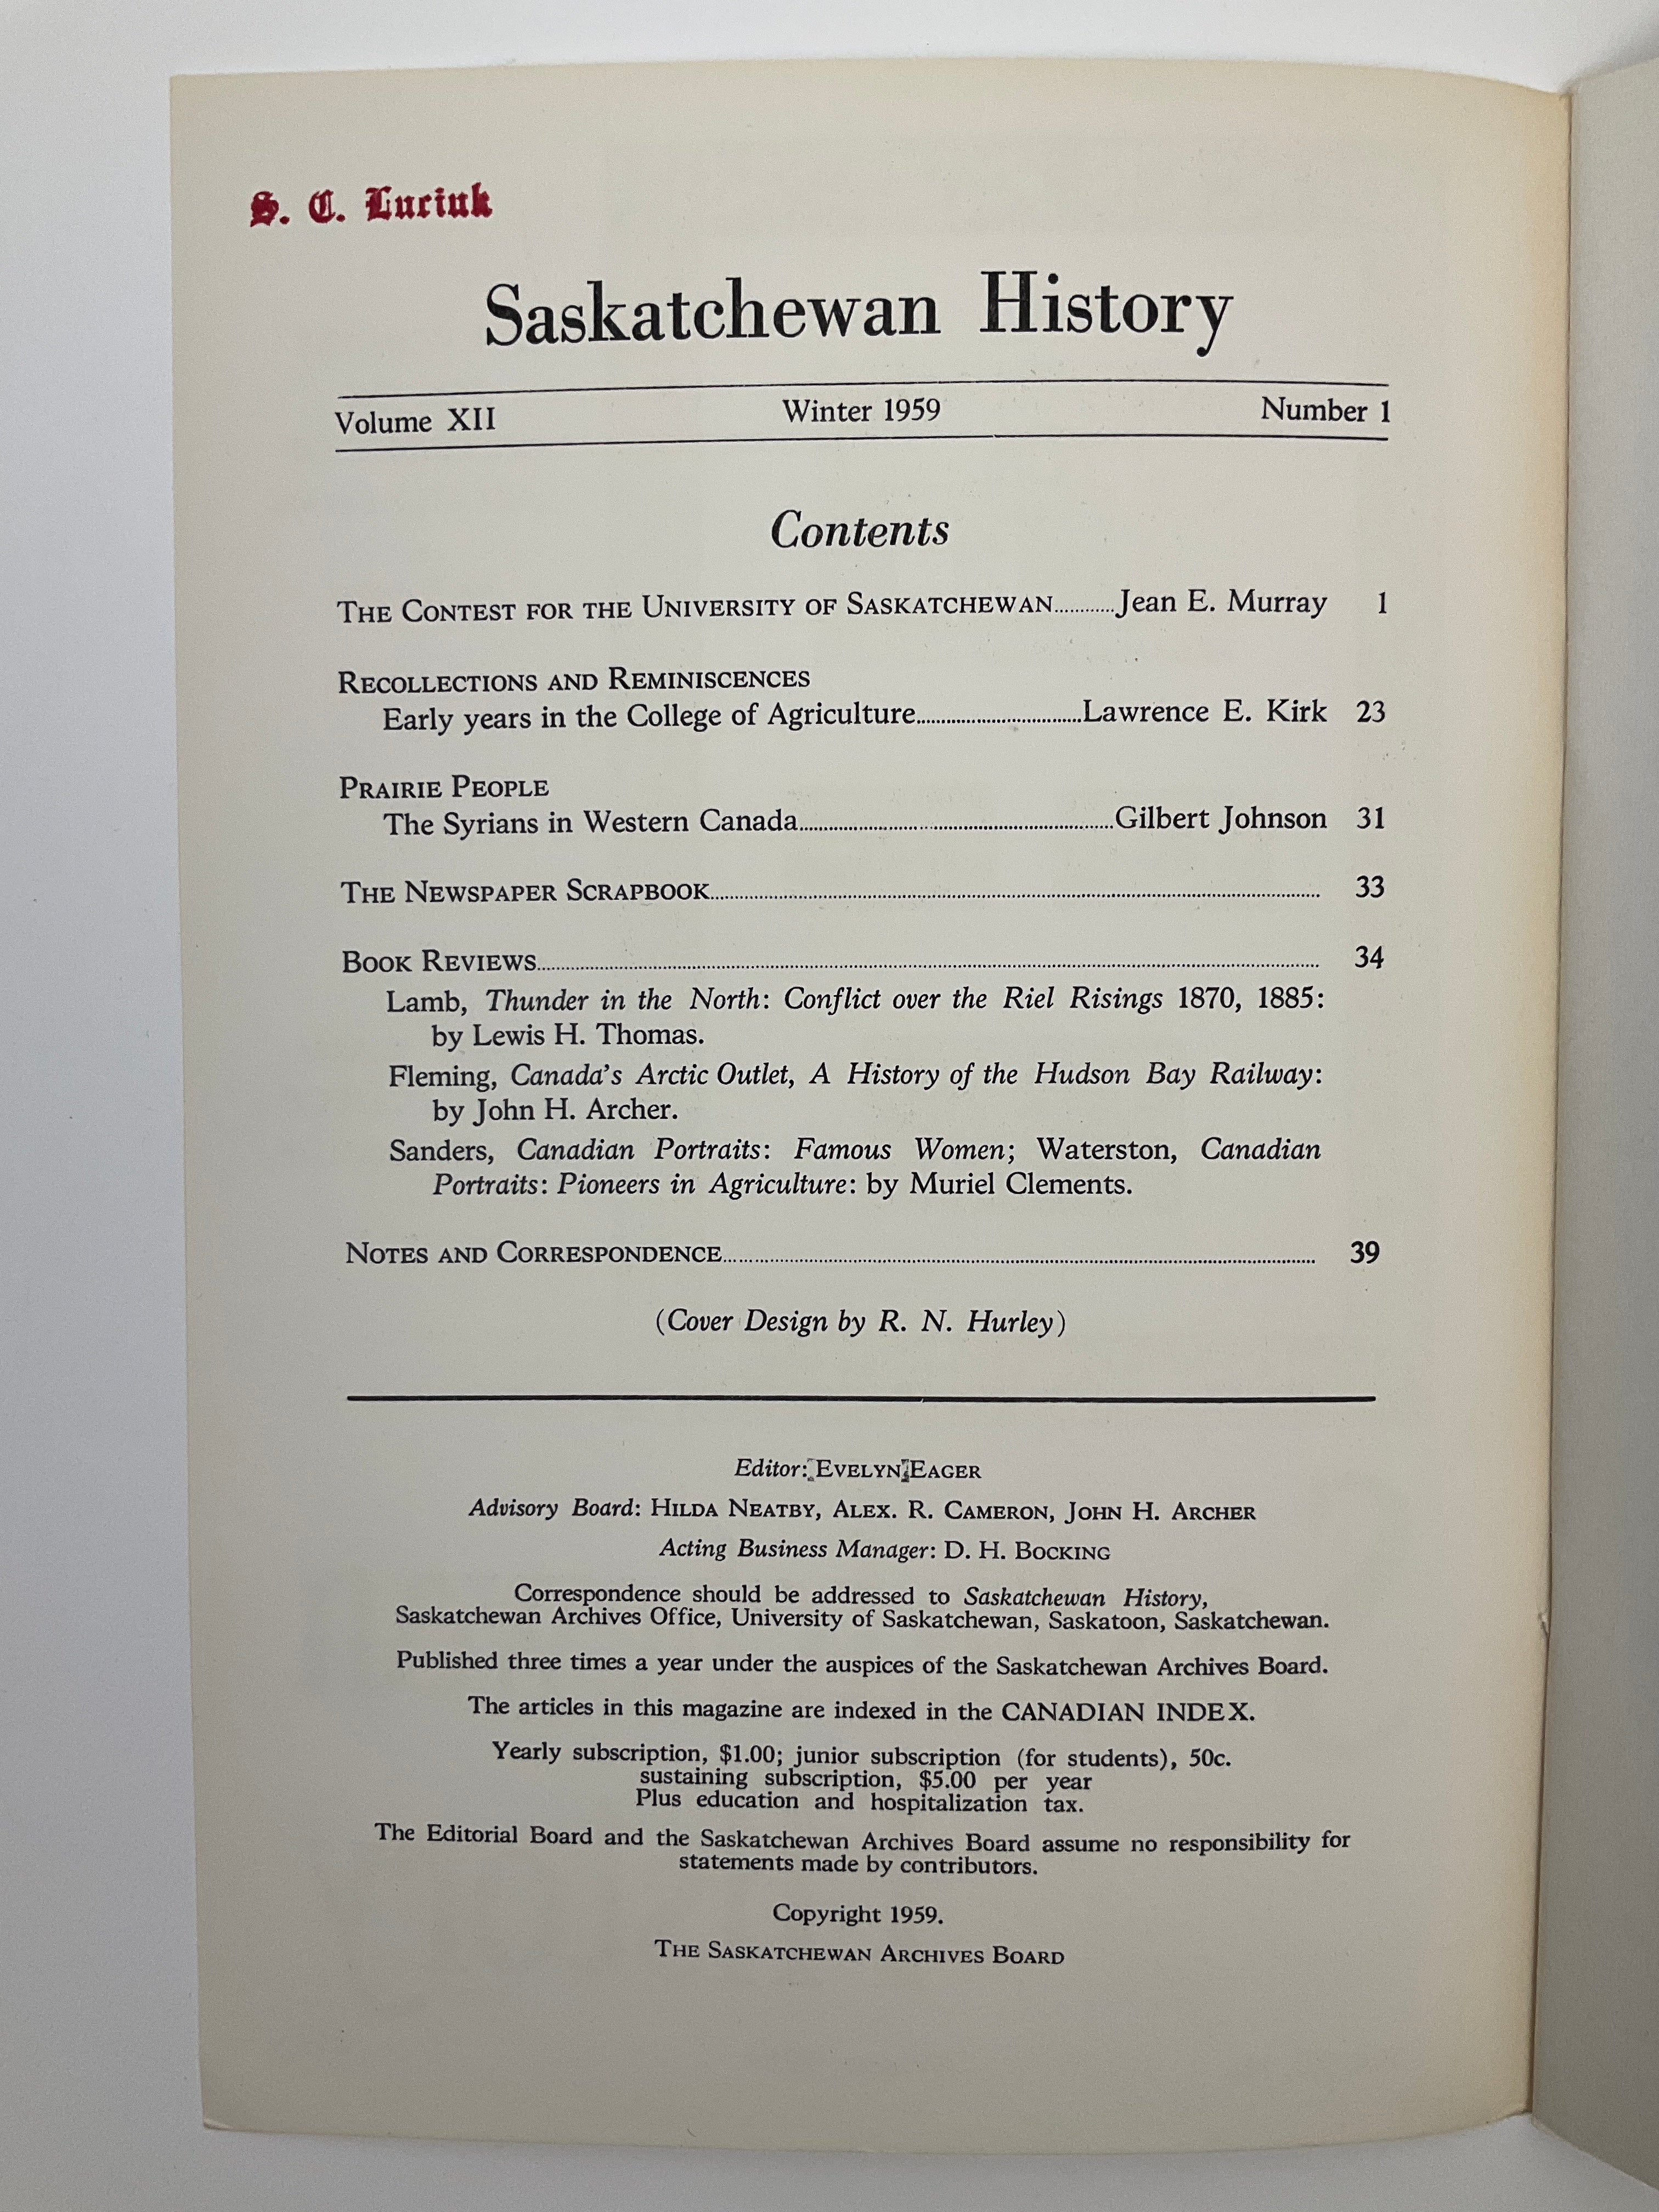 S. C. Luciuk
Saskatchewan History
Volume XII Winter 1959 Number 1
Contents
THE CONTEST FOR THE UNIVERSITY OF SASKATCHEWAN...........Jean E. Murray 1
RECOLLECTIONS AND REMINISCENCES
Early years in the College of Agriculture...............................Lawrence E. Kirk 23
PRAIRIE PEOPLE
The Syrians in Western Canada...........................................................Gilbert Johnson 31
THE NEWSPAPER SCRAPBOOK.................................................................................. 33
BOOK REVIEWS.................................................................................................. 34
Lamb, Thunder in the North: Conflict over the Riel Risings 1870, 1885:
by Lewis H. Thomas.
Fleming, Canada's Arctic Outlet, A History of the Hudson Bay Railway:
by John H. Archer.
Sanders, Canadian Portraits: Famous Women; Waterston, Canadian
Portraits: Pioneers in Agriculture: by Muriel Clements.
NOTES AND CORRESPONDENCE.................................................................................. 39
(Cover Design by R. N. Hurley)
Editor: EVELYN EAGER
Advisory Board: HILDA NEATBY, ALEX. R. CAMERON, JOHN H. ARCHER
Acting Business Manager: D. H. BOCKING
Correspondence should be addressed to Saskatchewan History,
Saskatchewan Archives Office, University of Saskatchewan, Saskatoon, Saskatchewan.
Published three times a year under the auspices of the Saskatchewan Archives Board.
The articles in this magazine are indexed in the CANADIAN INDEX.
Yearly subscription, $1.00; junior subscription (for students), 50c.
sustaining subscription, $5.00 per year
Plus education and hospitalization tax.
The Editorial Board and the Saskatchewan Archives Board assume no responsibility for
statements made by contributors.
Copyright 1959.
THE SASKATCHEWAN ARCHIVES BOARD